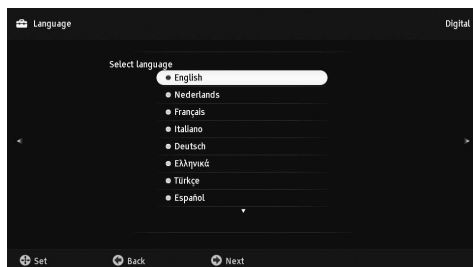 Language
Digital
Select language
English
Nederlands
Français
Italiano
Deutsch
Ελληνικά
Türkçe
Español
Set Back Next